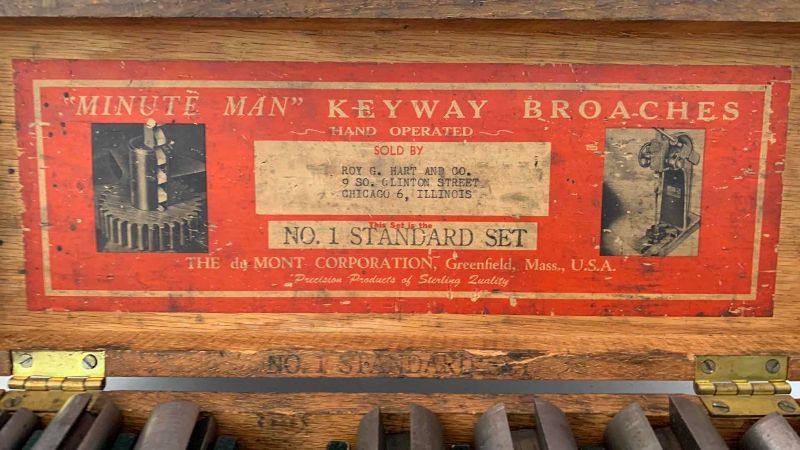 "MINUTE MAN" KEYWAY BROACHES
HAND OPERATED
SOLD BY
ROY G. HART AND CO.
9 SO. CLINTON STREET
CHICAGO 6, ILLINOIS
This Set is the
NO. 1 STANDARD SET
THE du MONT CORPORATION, Greenfield, Mass., U.S.A.
"Precision Products of Sterling Quality"
NO. 1 STANDARD SET